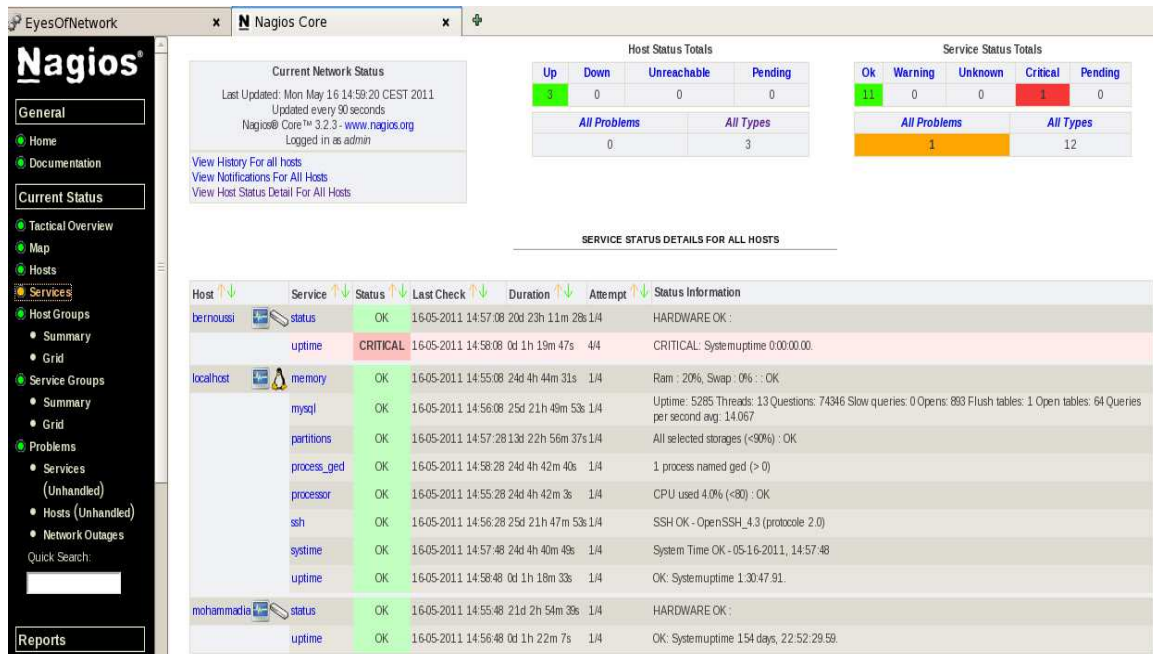 EyesOfNetwork
N Nagios Core
Nagios®
General
Home
Documentation
Current Status
Tactical Overview
Map
Hosts
Services
Host Groups
Summary
Grid
Service Groups
Summary
Grid
Problems
Services
(Unhandled)
Hosts (Unhandled)
Network Outages
Quick Search:
Reports
Current Network Status
Last Updated: Mon May 16 14:59:20 CEST 2011
Updated every 90 seconds
Nagios® Core™ 3.2.3 - www.nagios.org
Logged in as admin
View History For all hosts
View Notifications For All Hosts
View Host Status Detail For All Hosts
Host Status Totals
Up Down Unreachable Pending
3 0 0 0
All Problems All Types
0 3
Service Status Totals
Ok Warning Unknown Critical Pending
11 0 0 1 0
All Problems All Types
1 12
SERVICE STATUS DETAILS FOR ALL HOSTS
Host Service Status Last Check Duration Attempt Status Information
bernoussi status OK 16-05-2011 14:57:08 20d 23h 11m 28s 1/4 HARDWARE OK :
uptime CRITICAL 16-05-2011 14:58:08 0d 1h 19m 47s 4/4 CRITICAL: Systemuptime 0:00:00.00.
localhost memory OK 16-05-2011 14:55:08 24d 4h 44m 31s 1/4 Ram : 20%, Swap : 0% : : OK
mysql OK 16-05-2011 14:56:08 25d 21h 49m 53s 1/4 Uptime: 5285 Threads: 13 Questions: 74346 Slow queries: 0 Opens: 893 Flush tables: 1 Open tables: 64 Queries
per second avg: 14.067
partitions OK 16-05-2011 14:57:28 13d 22h 56m 37s 1/4 All selected storages (<90%) : OK
process_ged OK 16-05-2011 14:58:28 24d 4h 42m 40s 1/4 1 process named ged (> 0)
processor OK 16-05-2011 14:55:28 24d 4h 42m 3s 1/4 CPU used 4.0% (<80) : OK
ssh OK 16-05-2011 14:56:28 25d 21h 47m 53s 1/4 SSH OK - OpenSSH_4.3 (protocole 2.0)
systime OK 16-05-2011 14:57:48 24d 4h 40m 49s 1/4 System Time OK - 05-16-2011, 14:57:48
uptime OK 16-05-2011 14:58:48 0d 1h 18m 33s 1/4 OK: Systemuptime 1:30:47.91.
mohammadia status OK 16-05-2011 14:55:48 21d 2h 54m 39s 1/4 HARDWARE OK :
uptime OK 16-05-2011 14:56:48 0d 1h 22m 7s 1/4 OK: Systemuptime 154 days, 22:52:29.59.